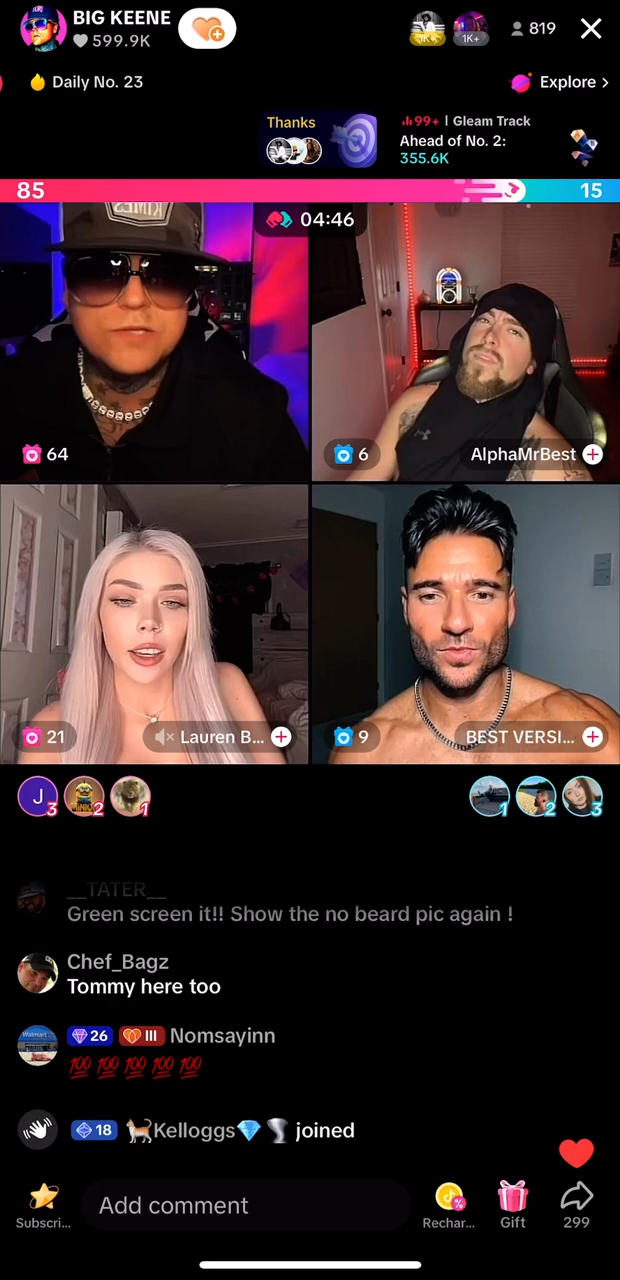 BIG KEENE
599.9K
1K+
1K+
819
Daily No. 23
Explore >
Thanks
99+ | Gleam Track
Ahead of No. 2:
355.6K
85
15
04:46
64
6
AlphaMrBest
21
Lauren B...
9
BEST VERSI...
J
3
2
1
1
2
3
__TATER__
Green screen it!! Show the no beard pic again !
Chef_Bagz
Tommy here too
26 III Nomsayinn
💯 💯 💯 💯 💯
18 🐈Kelloggs💎🌪️ joined
Add comment
Subscri...
Rechar...
Gift
299